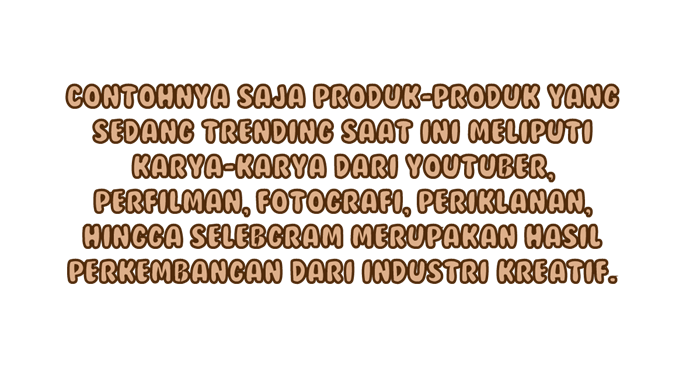 CONTOHNYA SAJA PRODUK-PRODUK YANG
SEDANG TRENDING SAAT INI MELIPUTI
KARYA-KARYA DARI YOUTUBER,
PERFILMAN, FOTOGRAFI, PERIKLANAN,
HINGGA SELEBGRAM MERUPAKAN HASIL
PERKEMBANGAN DARI INDUSTRI KREATIF.